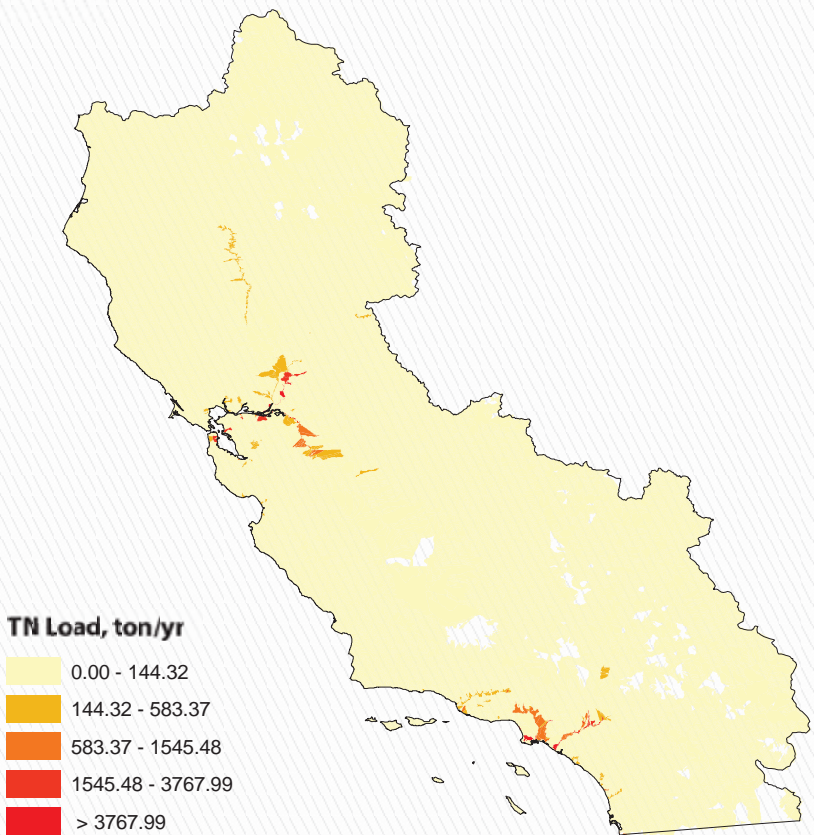 TN Load, ton/yr
0.00 - 144.32
144.32 - 583.37
583.37 - 1545.48
1545.48 - 3767.99
> 3767.99